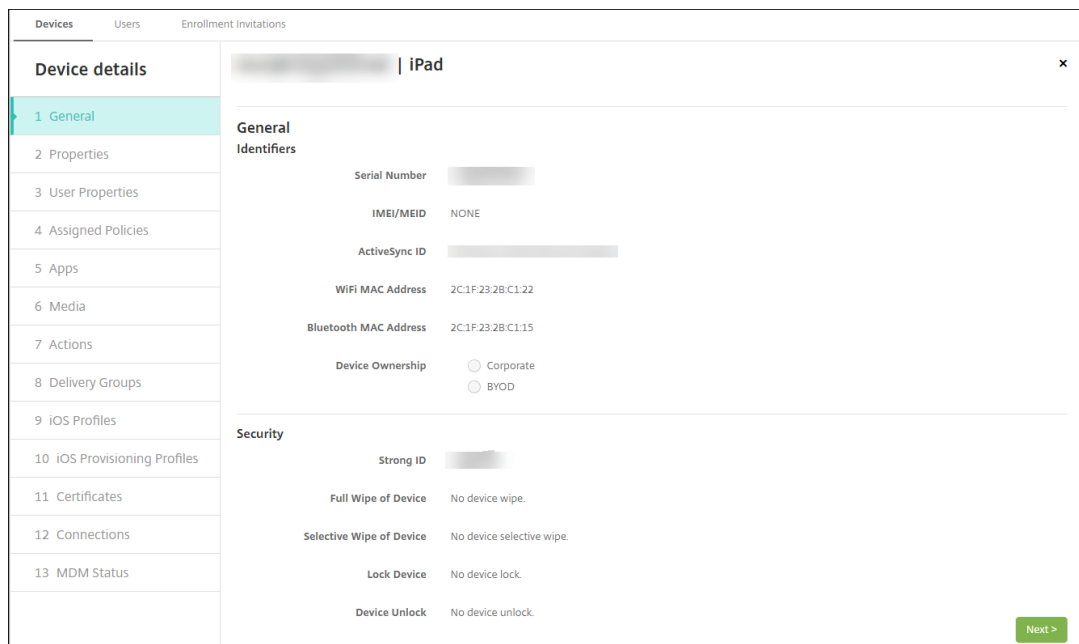 Devices Users Enrollment Invitations
Device details
| iPad
×
1 General
2 Properties
3 User Properties
4 Assigned Policies
5 Apps
6 Media
7 Actions
8 Delivery Groups
9 iOS Profiles
10 iOS Provisioning Profiles
11 Certificates
12 Connections
13 MDM Status
General
Identifiers
Serial Number
IMEI/MEID NONE
ActiveSync ID
WiFi MAC Address 2C:1F:23:2B:C1:22
Bluetooth MAC Address 2C:1F:23:2B:C1:15
Device Ownership Corporate
BYOD
Security
Strong ID
Full Wipe of Device No device wipe.
Selective Wipe of Device No device selective wipe.
Lock Device No device lock.
Device Unlock No device unlock.
Next >